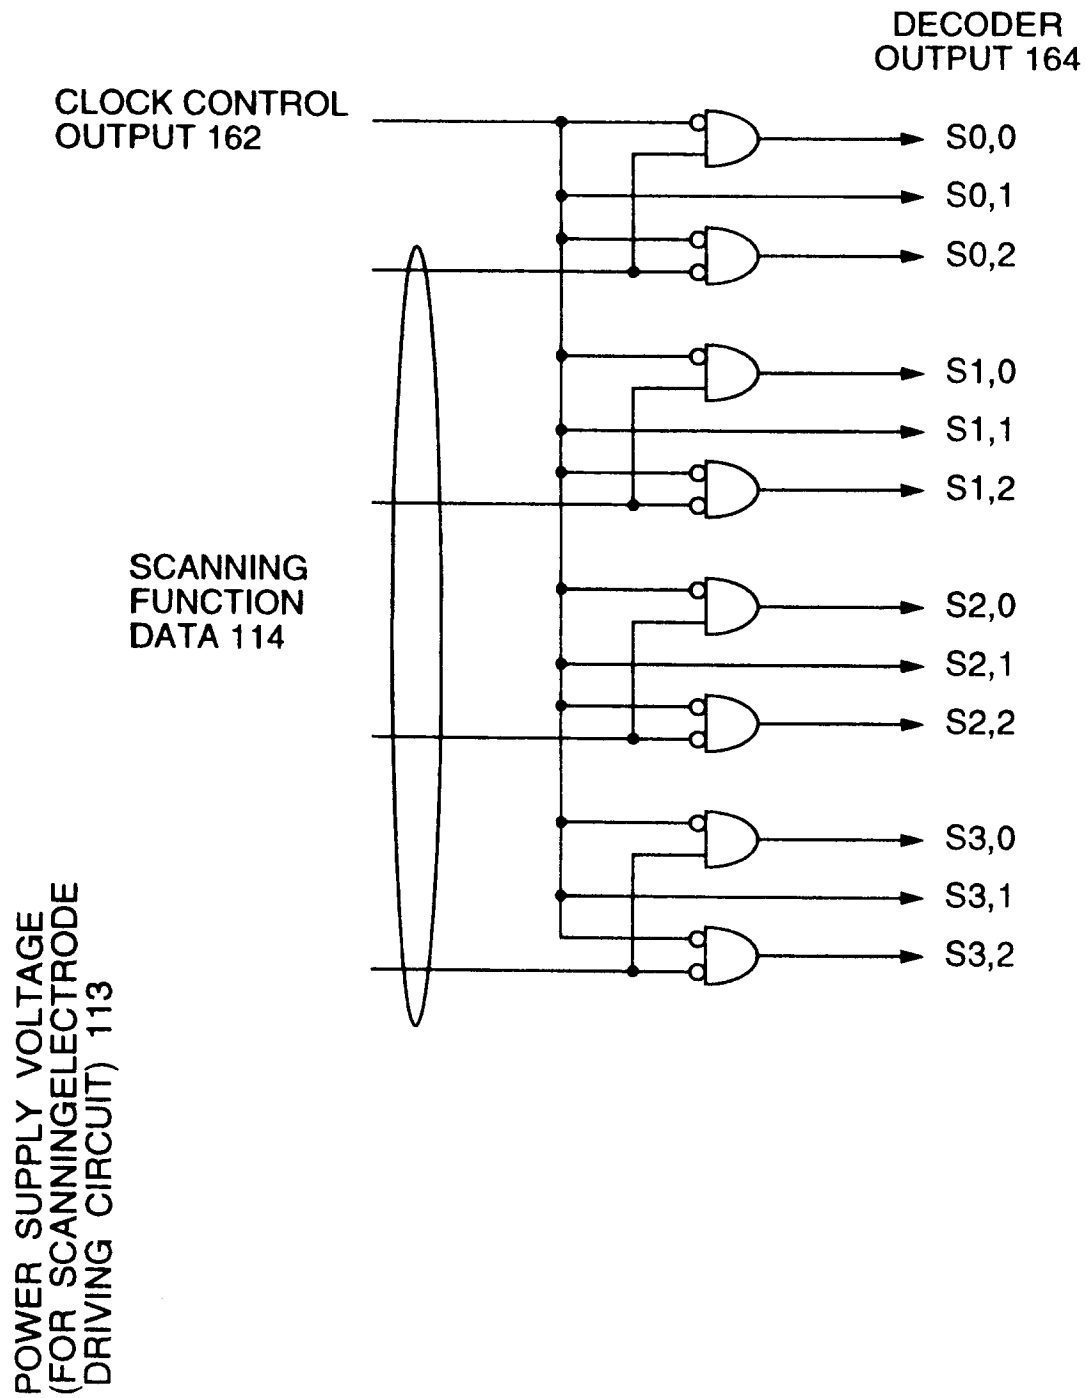 DECODER
OUTPUT 164
CLOCK CONTROL
OUTPUT 162
S0,0
S0,1
S0,2
S1,0
S1,1
S1,2
SCANNING
FUNCTION
DATA 114
S2,0
S2,1
S2,2
S3,0
S3,1
S3,2
POWER SUPPLY VOLTAGE
(FOR SCANNINGELECTRODE
DRIVING CIRCUIT) 113